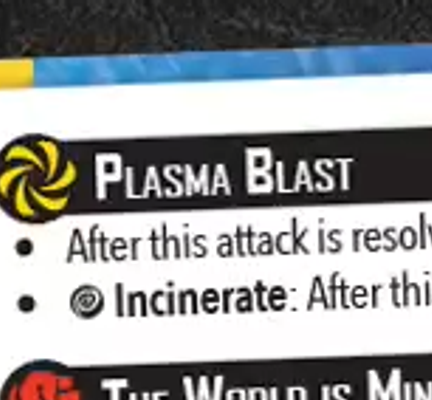 PLASMA BLAST
• After this attack is resolv
• Incinerate: After thi
THE WORLD IS MIN